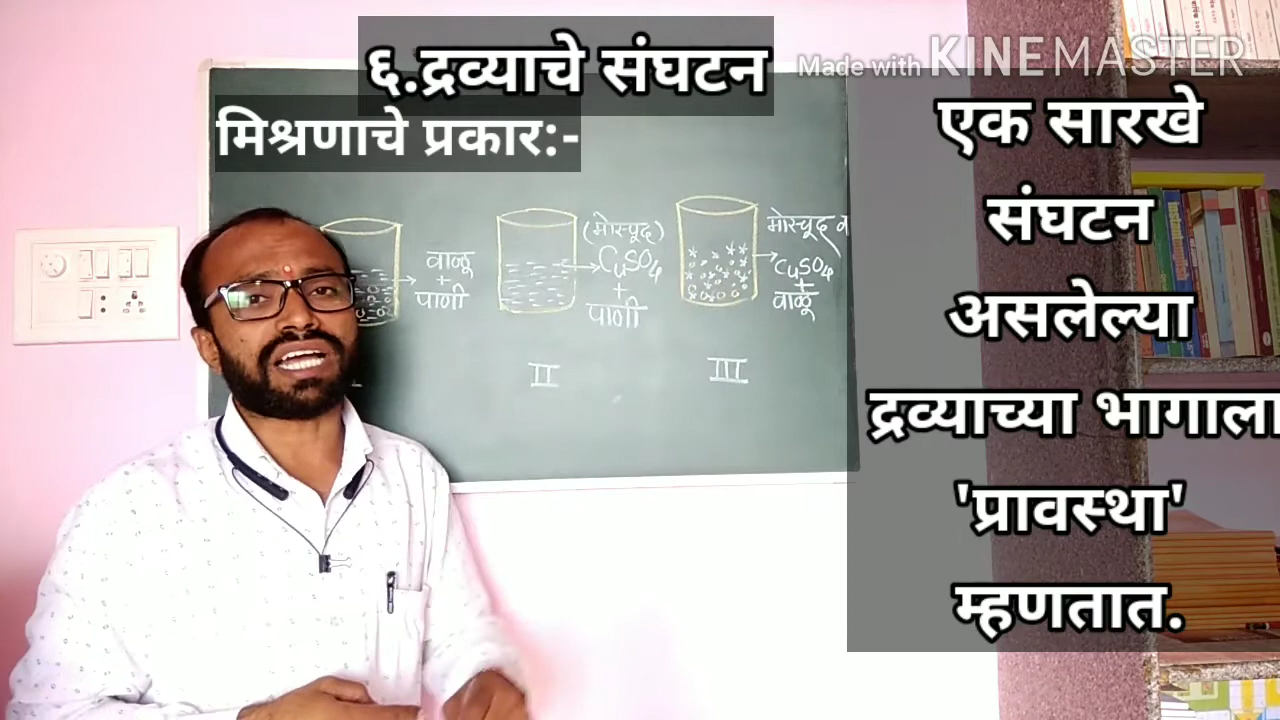 ६.द्रव्याचे संघटन
Made with KINEMASTER
मिश्रणाचे प्रकार:-
एक सारखे
संघटन
असलेल्या
द्रव्याच्या भागाला
'प्रावस्था'
म्हणतात.
वाळू
+
पाणी
(मोरचूद)
CuSO4
+
पाणी
II
मोरचूद व
CuSO4
+
वाळू
III